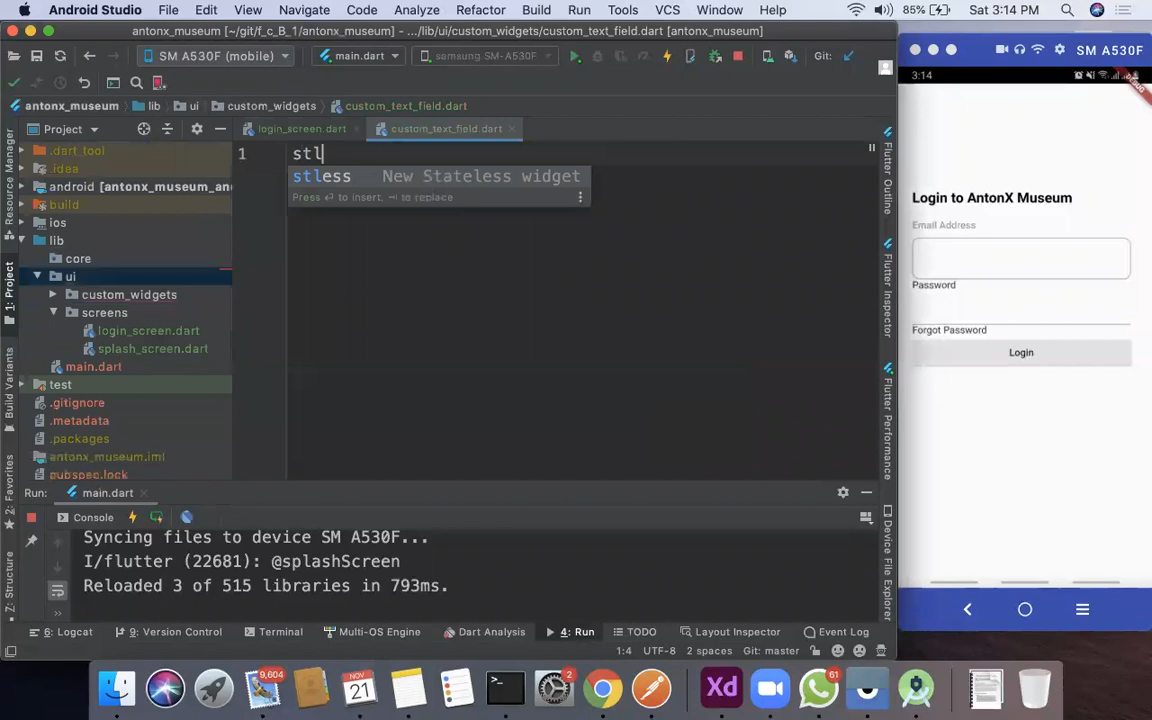 Android Studio File Edit View Navigate Code Analyze Refactor Build Run Tools VCS Window Help 85% Sat 3:14 PM
antonx_museum [~/git/f_c_B_1/antonx_museum] - .../lib/ui/custom_widgets/custom_text_field.dart [antonx_museum]
SM A530F
SM A530F (mobile) main.dart samsung SM-A530F Git:
3:14
antonx_museum lib ui custom_widgets custom_text_field.dart
Project login_screen.dart custom_text_field.dart
.dart_tool
1 stl
.idea
stless New Stateless widget
android [antonx_museum_an
Press ⏎ to insert, to replace
build
ios
lib
core
ui
custom_widgets
screens
login_screen.dart
splash_screen.dart
main.dart
test
.gitignore
.metadata
.packages
antonx_museum.iml
pubspec.lock
Resource Manager
1: Project
Build Variants
2: Favorites
Z: Structure
Flutter Outline
Flutter Inspector
Flutter Performance
Device File Explorer
Login to AntonX Museum
Email Address
Password
Forgot Password
Login
Run: main.dart
Console
Syncing files to device SM A530F...
I/flutter (22681): @splashScreen
Reloaded 3 of 515 libraries in 793ms.
6: Logcat 9: Version Control Terminal Multi-OS Engine Dart Analysis 4: Run TODO Layout Inspector Event Log
1:4 UTF-8 2 spaces Git: master
9,604 NOV 21 2 Xd 61